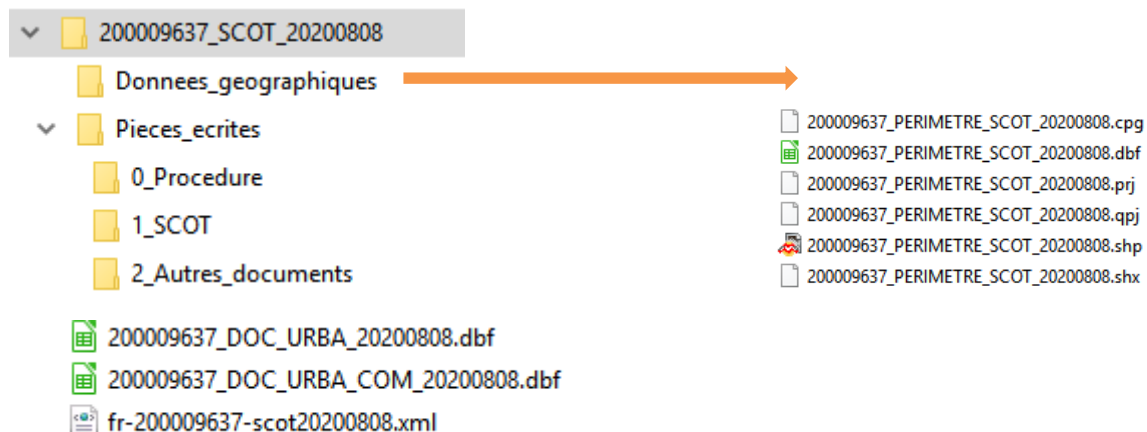 200009637_SCOT_20200808
Donnees_geographiques
Pieces_ecrites
0_Procedure
1_SCOT
2_Autres_documents
200009637_DOC_URBA_20200808.dbf
200009637_DOC_URBA_COM_20200808.dbf
fr-200009637-scot20200808.xml
200009637_PERIMETRE_SCOT_20200808.cpg
200009637_PERIMETRE_SCOT_20200808.dbf
200009637_PERIMETRE_SCOT_20200808.prj
200009637_PERIMETRE_SCOT_20200808.qpj
200009637_PERIMETRE_SCOT_20200808.shp
200009637_PERIMETRE_SCOT_20200808.shx